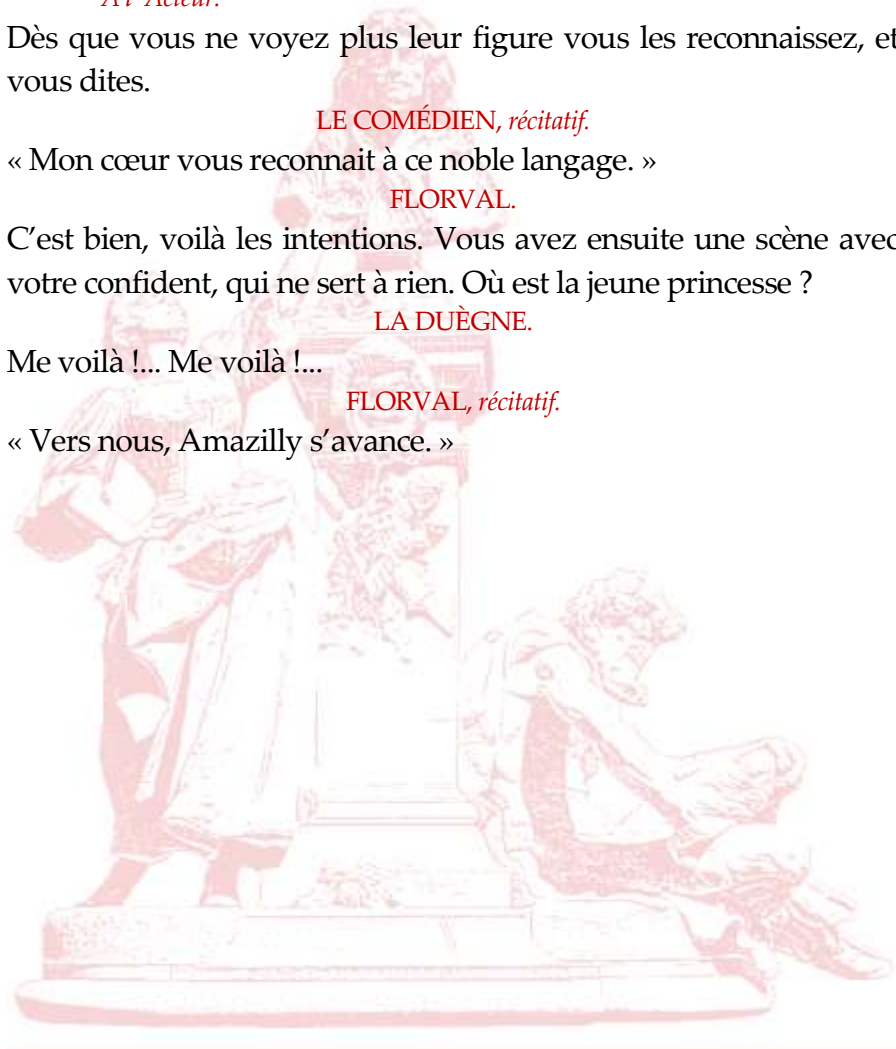 À l'Acteur.
Dès que vous ne voyez plus leur figure vous les reconnaissez, et
vous dites.
LE COMÉDIEN, récitatif.
« Mon cœur vous reconnait à ce noble langage. »
FLORVAL.
C'est bien, voilà les intentions. Vous avez ensuite une scène avec
votre confident, qui ne sert à rien. Où est la jeune princesse ?
LA DUÈGNE.
Me voilà !... Me voilà !...
FLORVAL, récitatif.
« Vers nous, Amazilly s'avance. »